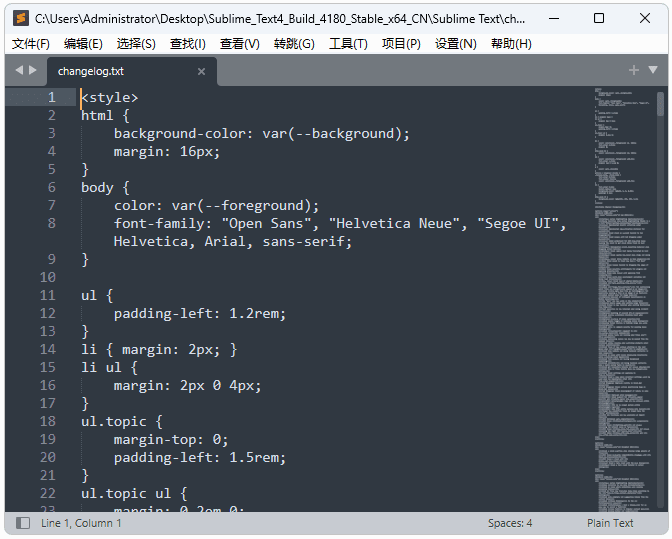 C:\Users\Administrator\Desktop\Sublime_Text4_Build_4180_Stable_x64_CN\Sublime Text\ch...
文件(F) 编辑(E) 选择(S) 查找(I) 查看(V) 转跳(G) 工具(T) 项目(P) 设置(N) 帮助(H)
changelog.txt
1 <style>
2 html {
3 background-color: var(--background);
4 margin: 16px;
5 }
6 body {
7 color: var(--foreground);
8 font-family: "Open Sans", "Helvetica Neue", "Segoe UI",
Helvetica, Arial, sans-serif;
9 }
10
11 ul {
12 padding-left: 1.2rem;
13 }
14 li { margin: 2px; }
15 li ul {
16 margin: 2px 0 4px;
17 }
18 ul.topic {
19 margin-top: 0;
20 padding-left: 1.5rem;
21 }
22 ul.topic ul {
23 margin: 0.2em 0;
Line 1, Column 1 Spaces: 4 Plain Text